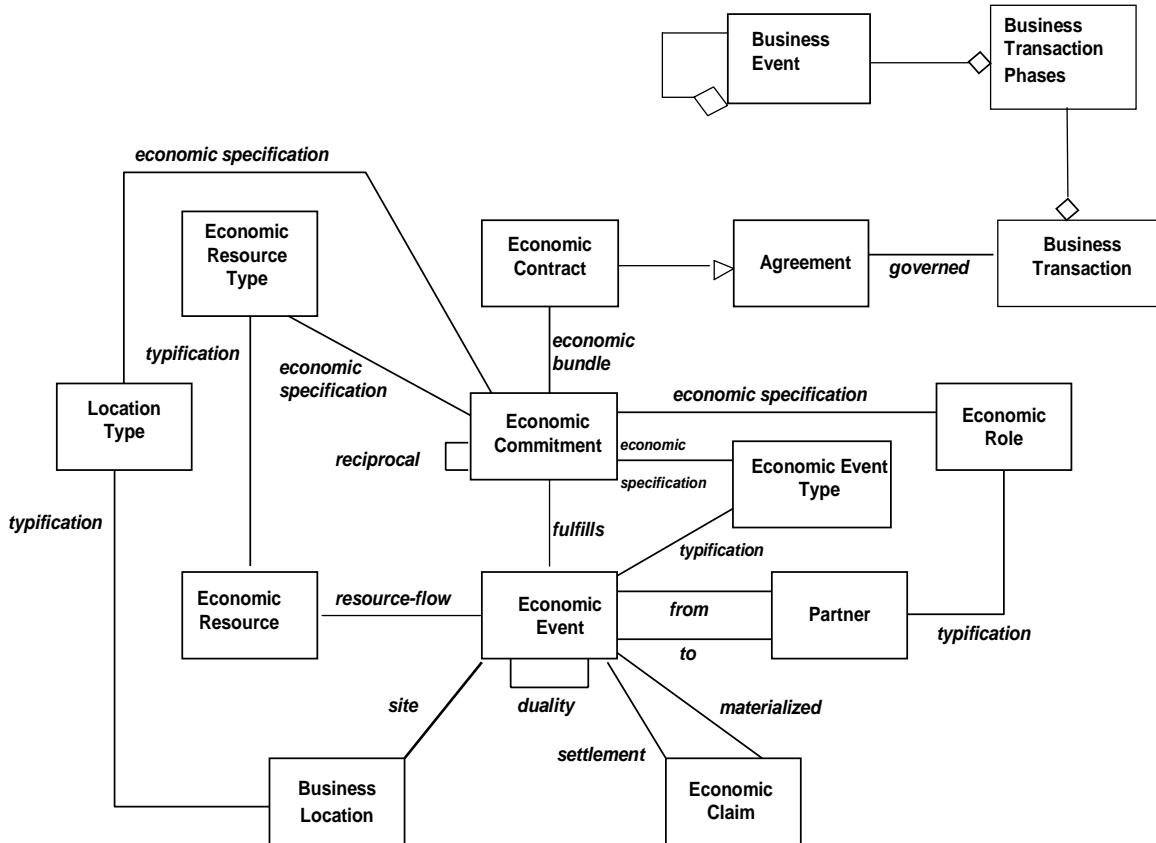 Business
Event
Business
Transaction
Phases
economic specification
Economic
Resource
Type
Economic
Contract
Agreement
governed
Business
Transaction
typification
economic
specification
economic
bundle
Location
Type
Economic
Commitment
economic specification
Economic
Role
reciprocal
economic
specification
Economic Event
Type
typification
fulfills
typification
Economic
Resource
resource-flow
Economic
Event
from
to
Partner
typification
site
duality
materialized
settlement
Business
Location
Economic
Claim